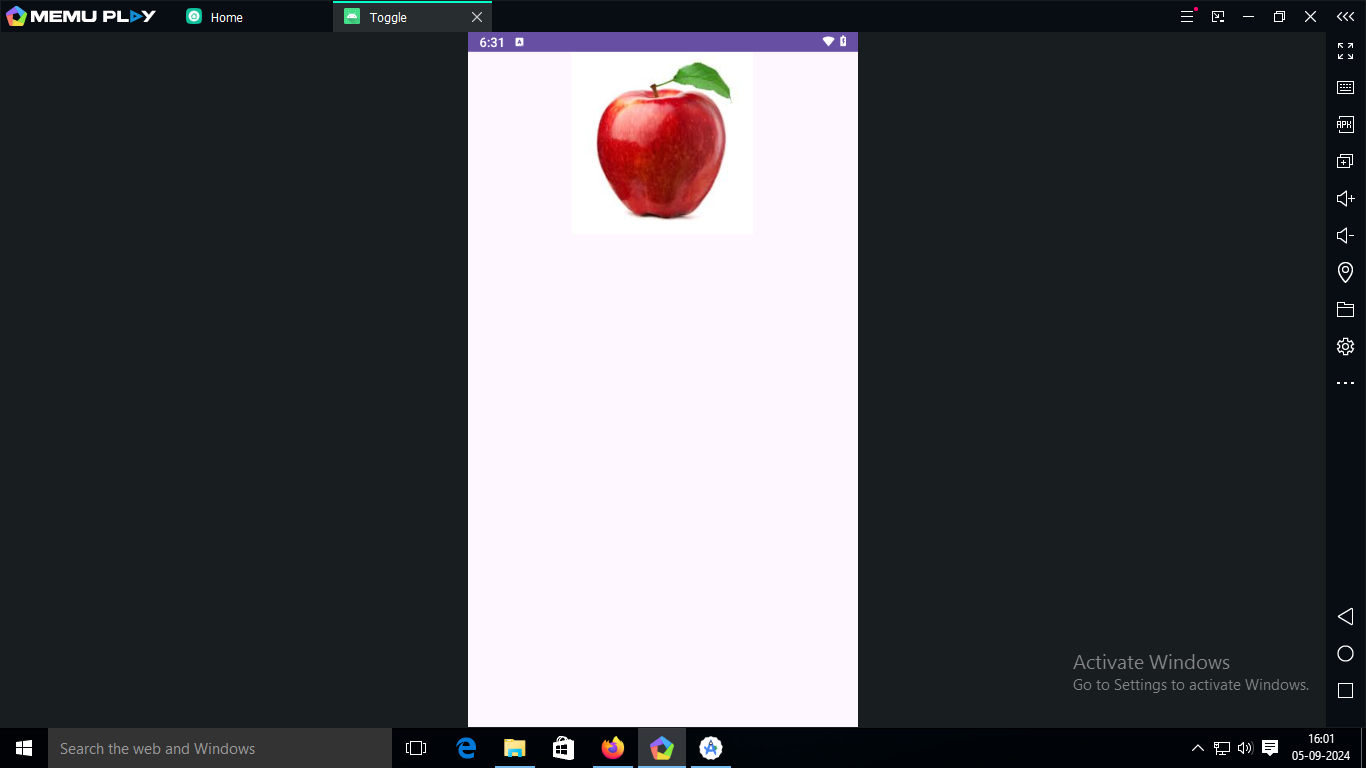 MEMU PLAY
Home
Toggle
6:31
A
APK
Activate Windows
Go to Settings to activate Windows.
Search the web and Windows
16:01
05-09-2024